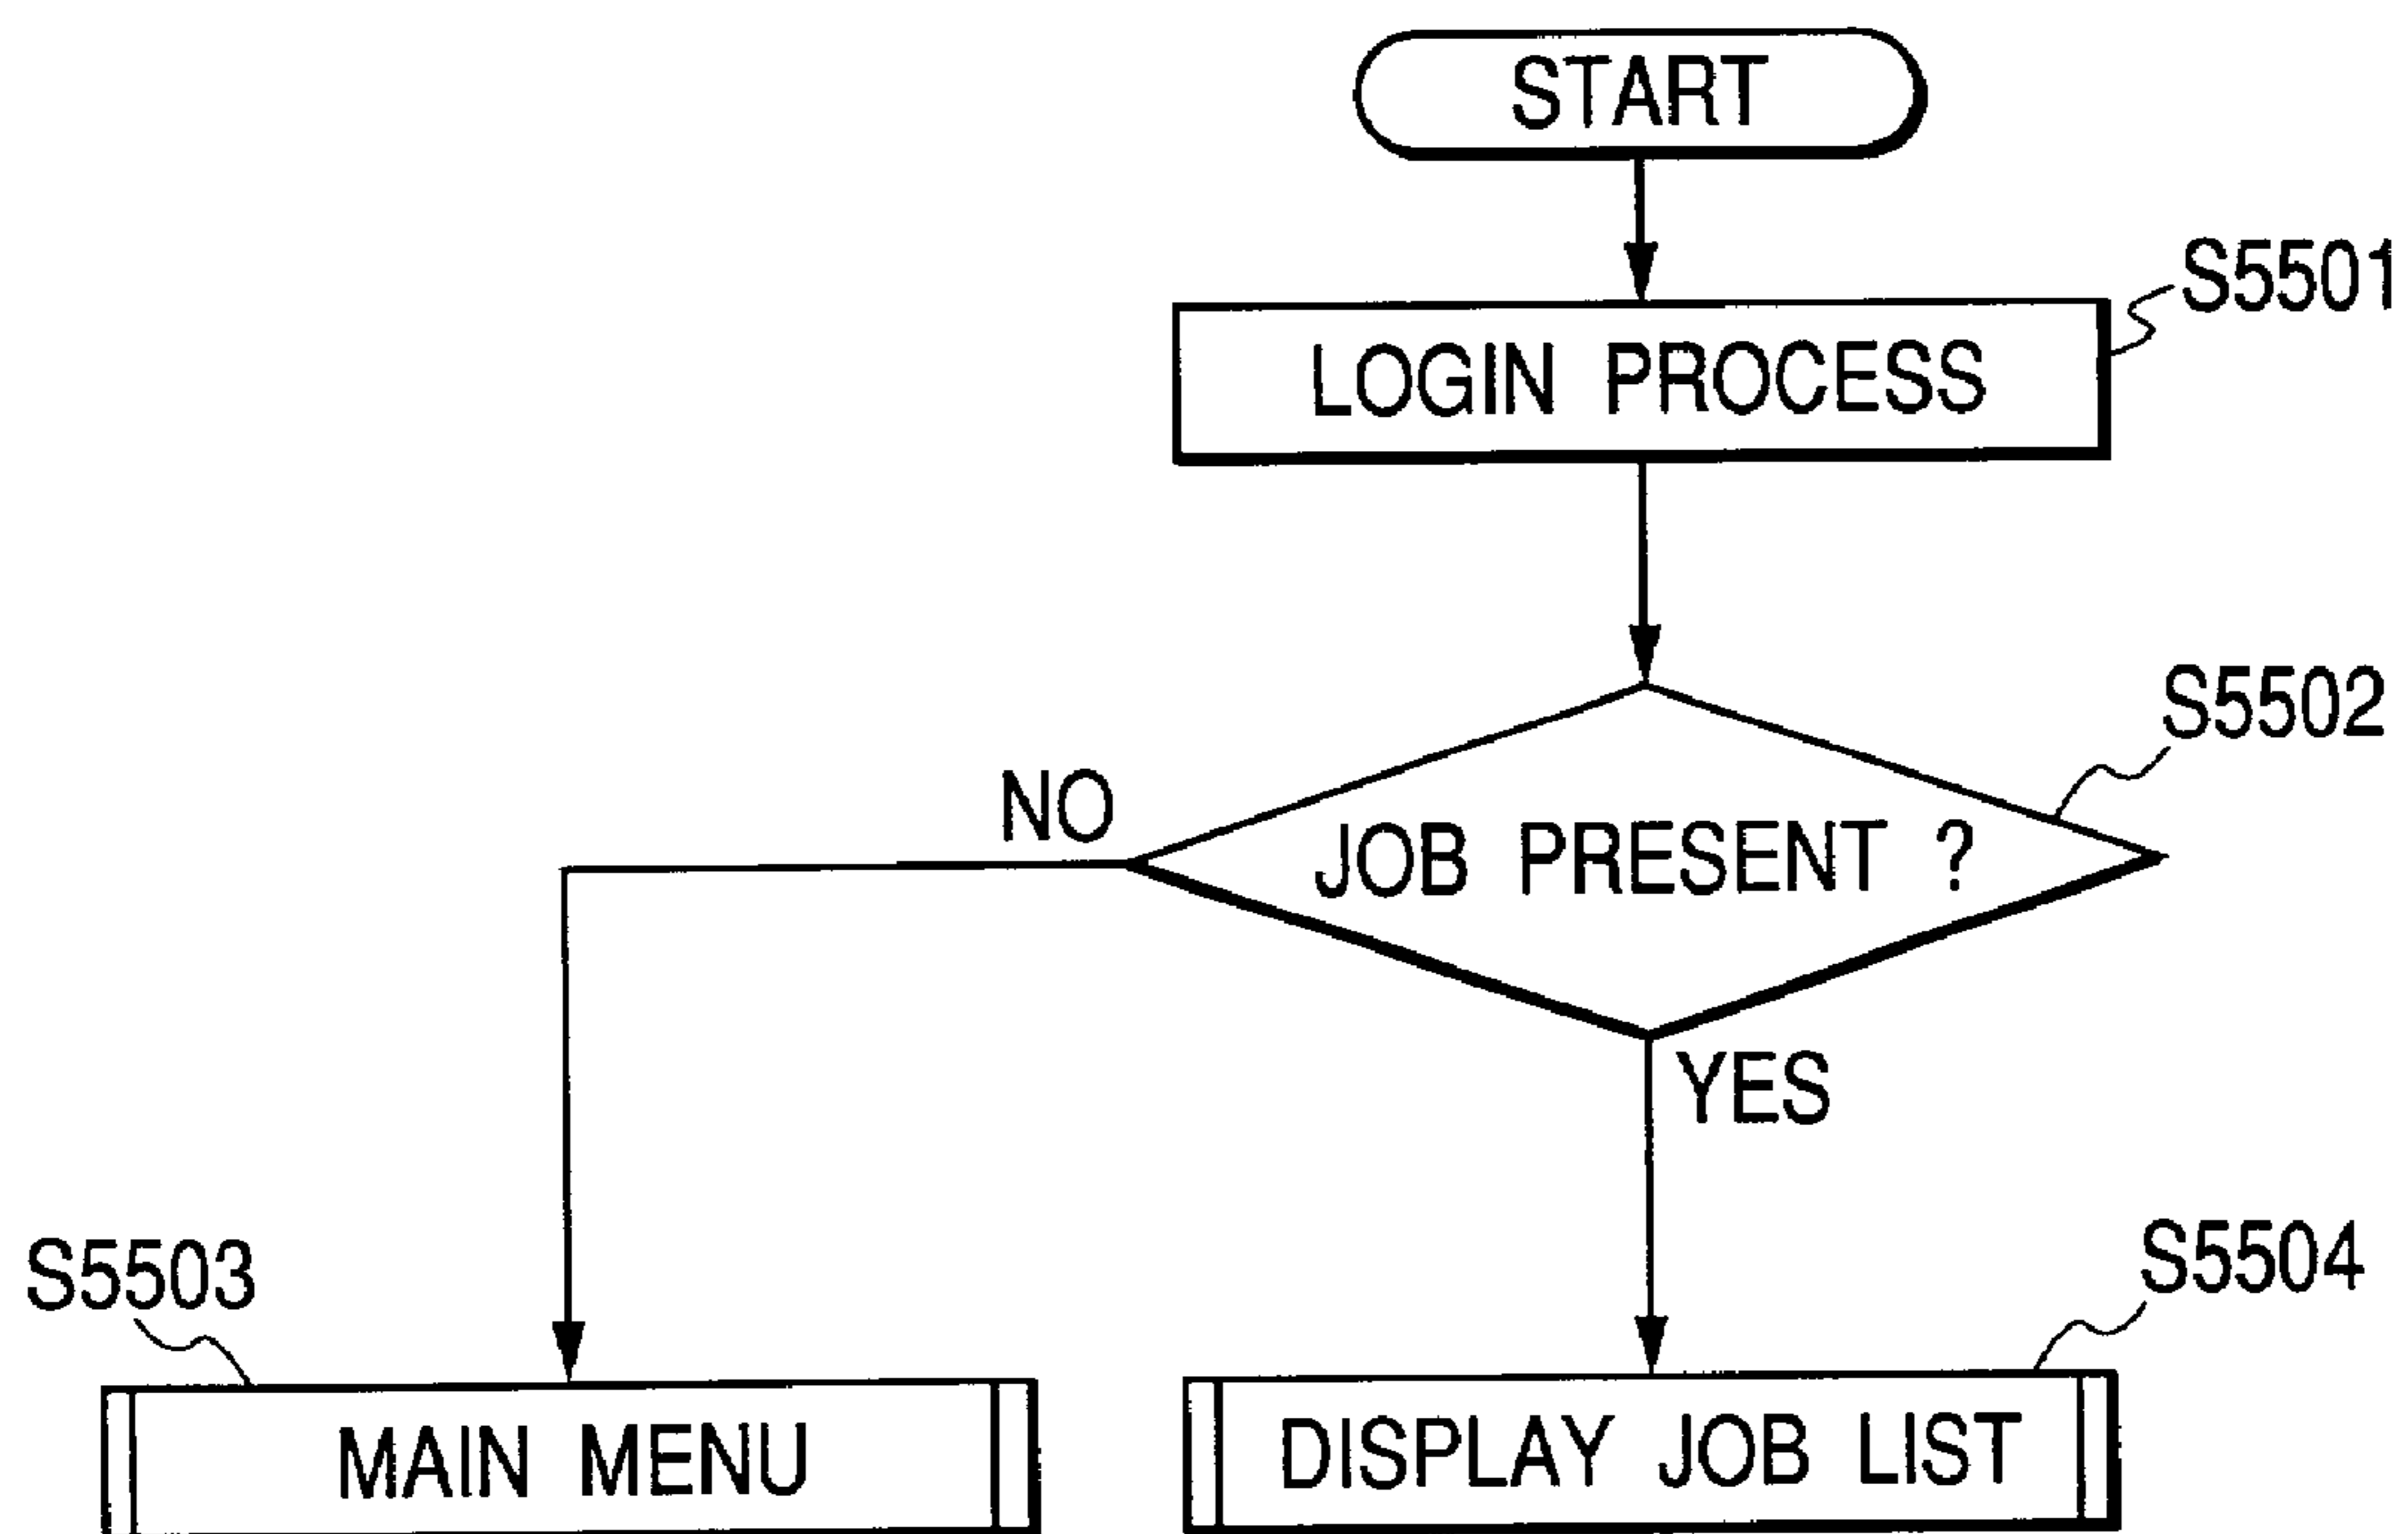 START
S5501
LOGIN PROCESS
S5502
NO
JOB PRESENT ?
YES
S5503
S5504
MAIN MENU
DISPLAY JOB LIST